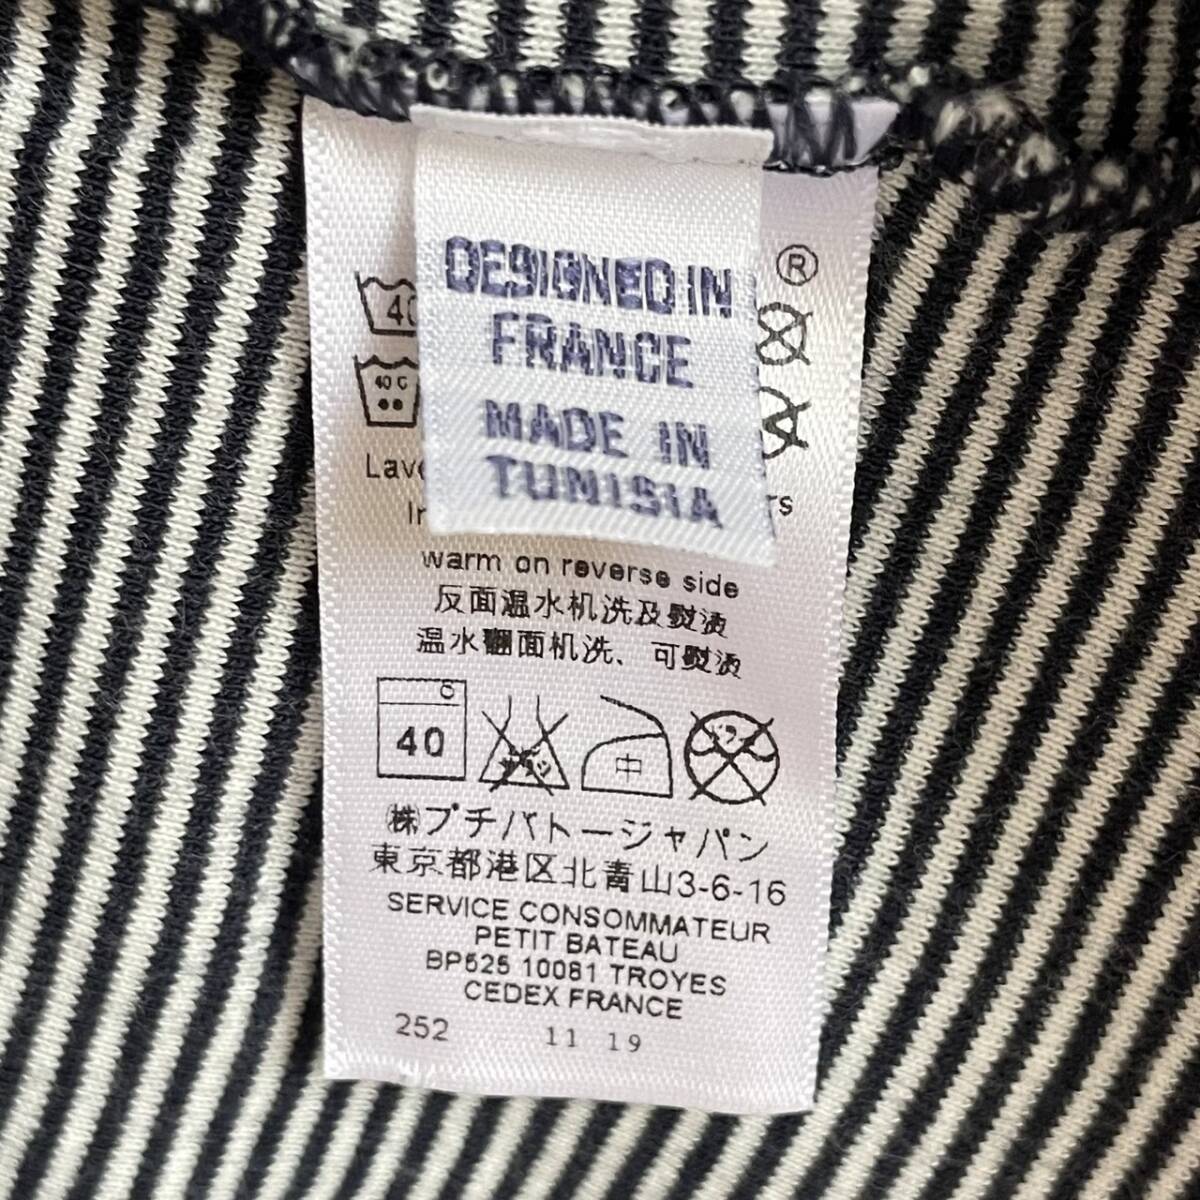 DESIGNED IN
FRANCE
MADE IN
TUNISIA
®
40
40 C
warm on reverse side
反面温水机洗及熨烫
温水翻面机洗、可熨烫
40 中
㈱プチバトージャパン
東京都港区北青山3-6-16
SERVICE CONSOMMATEUR
PETIT BATEAU
BP525 10081 TROYES
CEDEX FRANCE
252 11 19